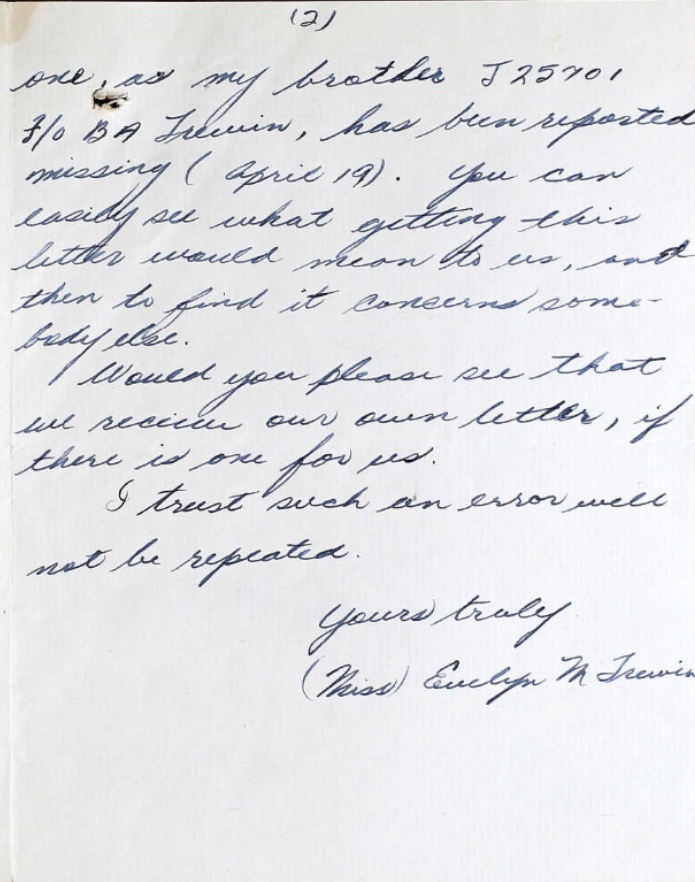 (2)
one, as my brother J25701
F/O B A Trewin, has been reported
missing (April 19). You can
easily see what getting this
letter would mean to us, and
then to find it concerns some-
body else.
Would you please see that
we receive our own letter, if
there is one for us.
I trust such an error will
not be repeated.
Yours truly
(Miss) Evelyn M Trewin